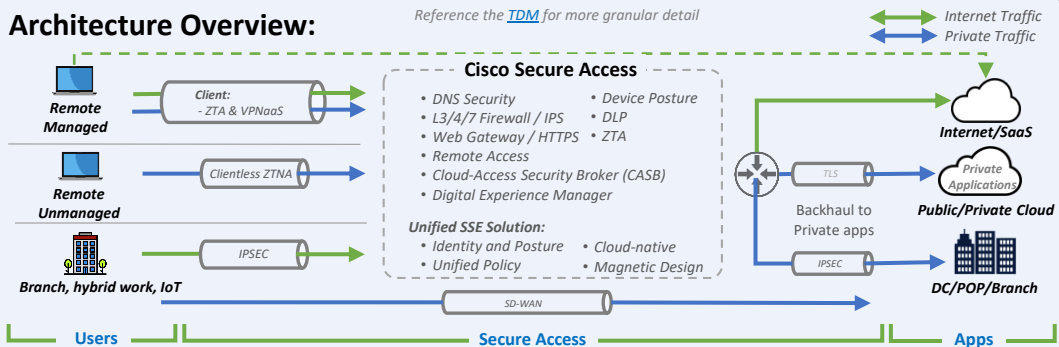 Architecture Overview:
Reference the TDM for more granular detail
Internet Traffic
Private Traffic
Remote
Managed
Client:
- ZTA & VPNaaS
Remote
Unmanaged
Clientless ZTNA
Branch, hybrid work, IoT
IPSEC
Cisco Secure Access
• DNS Security
• L3/4/7 Firewall / IPS
• Web Gateway / HTTPS
• Remote Access
• Cloud-Access Security Broker (CASB)
• Digital Experience Manager
• Device Posture
• DLP
• ZTA
Unified SSE Solution:
• Identity and Posture
• Unified Policy
• Cloud-native
• Magnetic Design
Internet/SaaS
TLS
Private
Applications
Public/Private Cloud
Backhaul to
Private apps
IPSEC
DC/POP/Branch
SD-WAN
Users
Secure Access
Apps